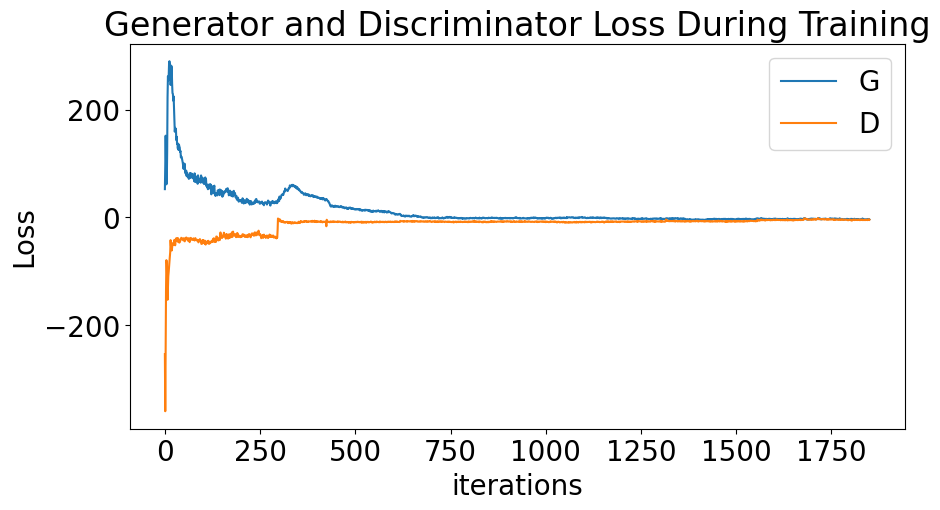 Generator and Discriminator Loss During Training
G
D
200
0
−200
Loss
0 250 500 750 1000 1250 1500 1750
iterations